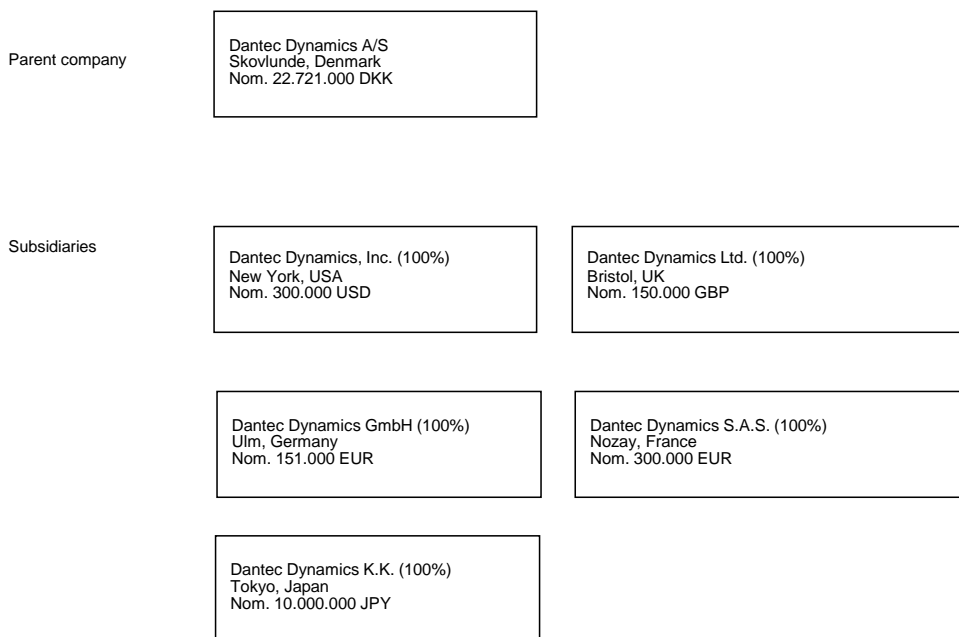 Parent company
Dantec Dynamics A/S
Skovlunde, Denmark
Nom. 22.721.000 DKK
Subsidiaries
Dantec Dynamics, Inc. (100%)
New York, USA
Nom. 300.000 USD
Dantec Dynamics Ltd. (100%)
Bristol, UK
Nom. 150.000 GBP
Dantec Dynamics GmbH (100%)
Ulm, Germany
Nom. 151.000 EUR
Dantec Dynamics S.A.S. (100%)
Nozay, France
Nom. 300.000 EUR
Dantec Dynamics K.K. (100%)
Tokyo, Japan
Nom. 10.000.000 JPY